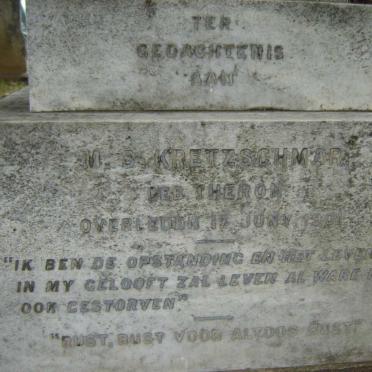 TER
GEDACHTENIS
AAN
M. S. KRETZSCHMAR
GEB THERON
OVERLEDEN 17 JUNY
"IK BEN DE OPSTANDING EN HET LEVEN
IN MY GELOOFT ZAL LEVEN AL WARE
OOK GESTORVEN"
"RUST, RUST VOOR ALTOOS RUST"